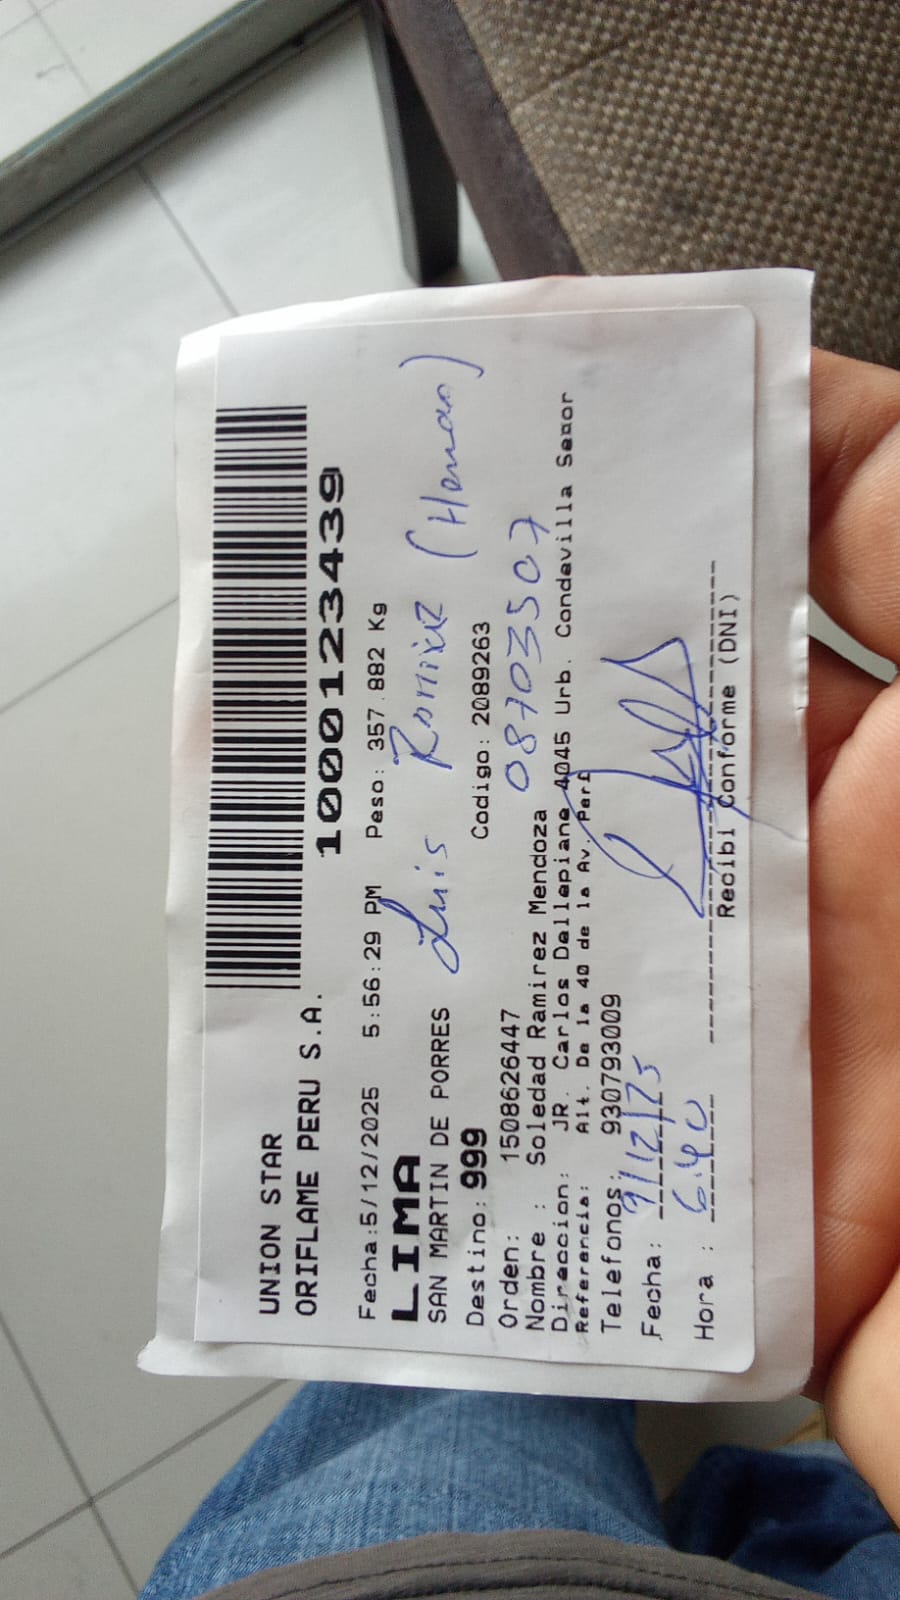 UNION STAR
ORIFLAME PERU S.A.
1000123439
Fecha:5/12/2025 5:56:29 PM Peso: 357.882 Kg
LIMA
SAN MARTIN DE PORRES
Luis Ramirez (Herman)
Destino: 999 Codigo: 2089263
Orden: 1508626447
08703507
Nombre : Soledad Ramirez Mendoza
Direccion: JR. Carlos Dellepiane 4045 Urb. Condevilla Senor
Referencia: Alt. De la 40 de la Av. Perú
Telefonos: 930793009
Fecha: 9/12/25
Hora : 6:40
Recibi Conforme (DNI)